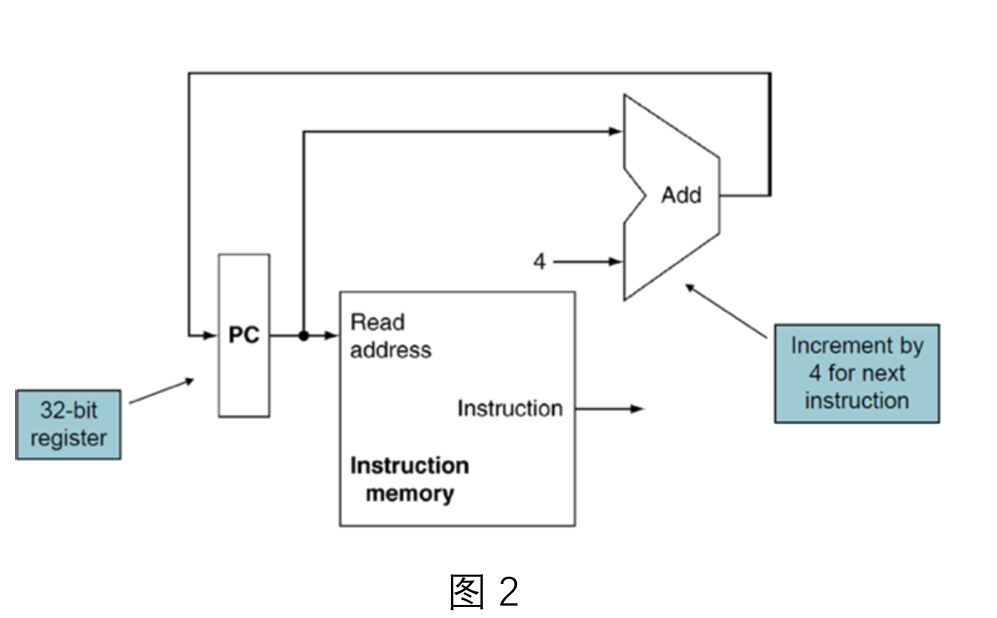 Add
4
PC
Read
address
Increment by
4 for next
instruction
32-bit
register
Instruction
Instruction
memory
图 2